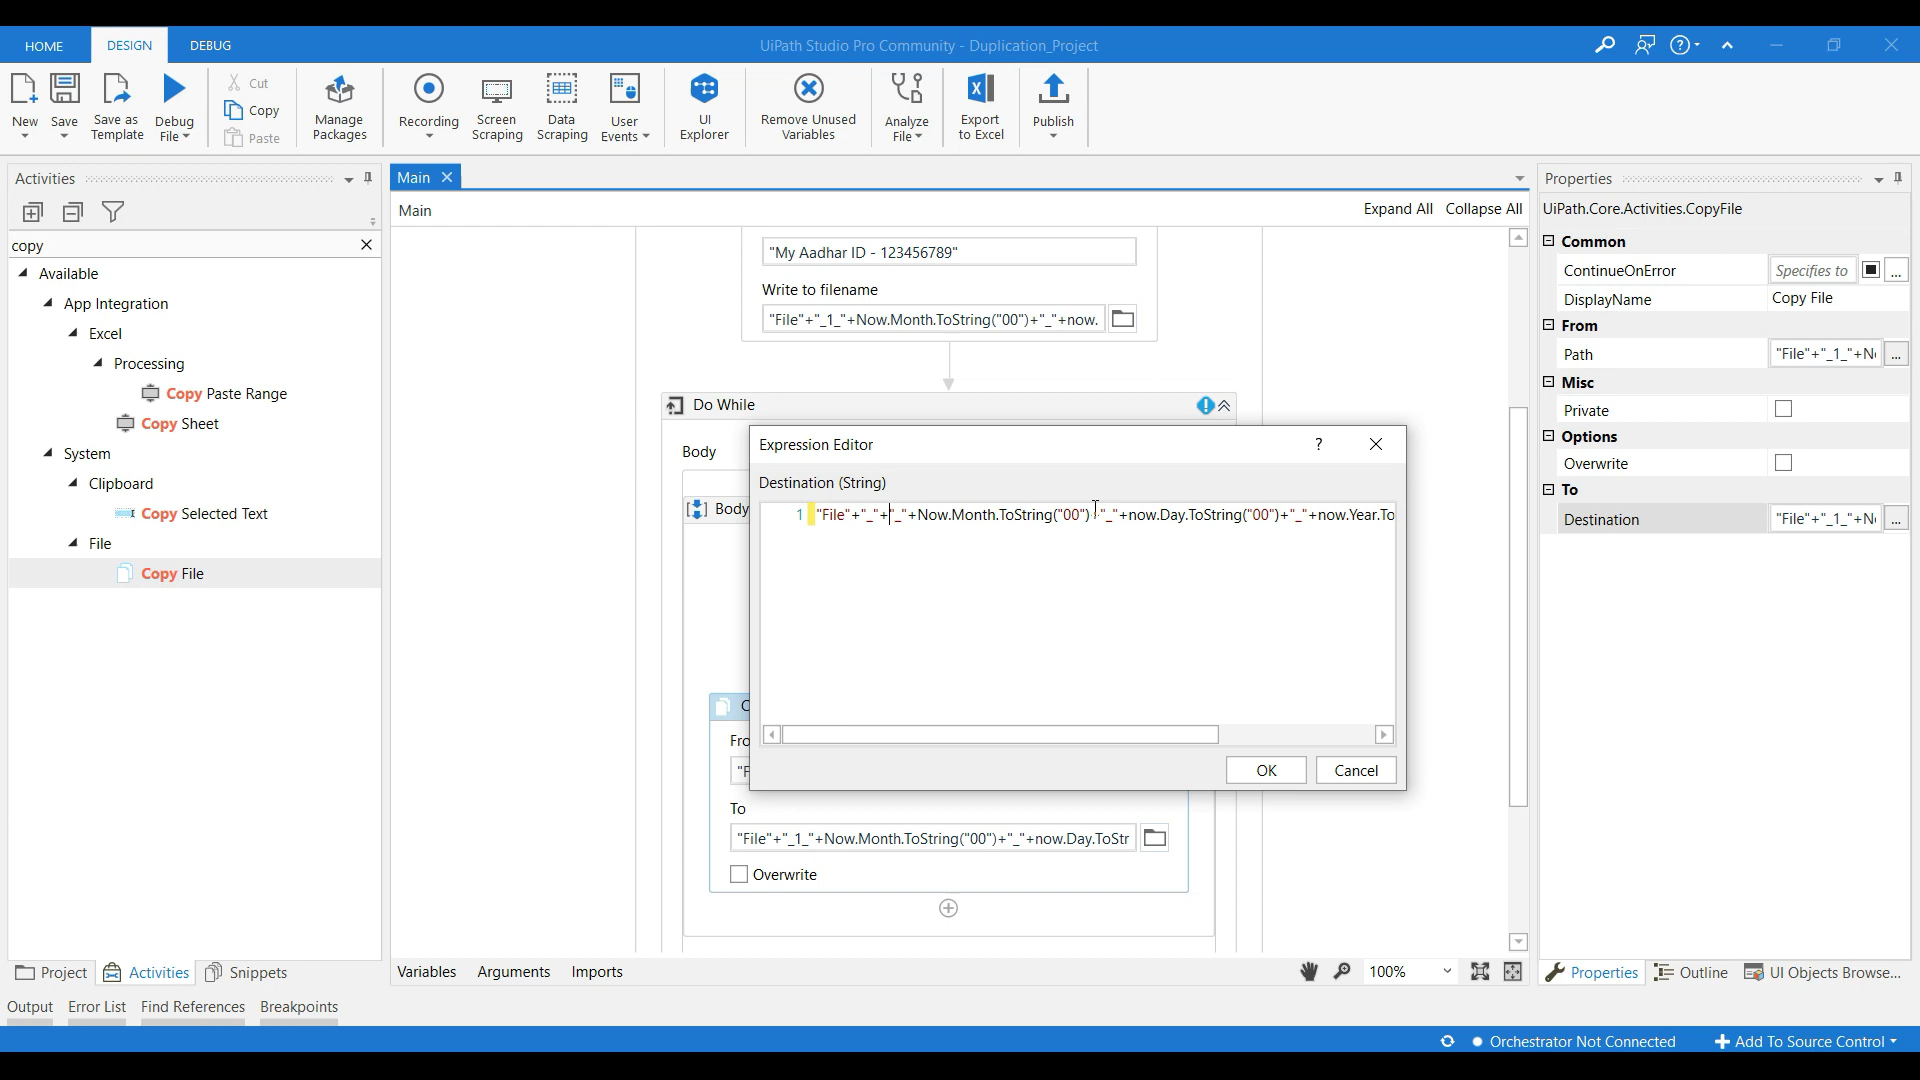 HOME
DESIGN
DEBUG
UiPath Studio Pro Community - Duplication_Project
New
Save
Save as Template
Debug File
Cut
Copy
Paste
Manage Packages
Recording
Screen Scraping
Data Scraping
User Events
UI Explorer
Remove Unused Variables
Analyze File
Export to Excel
Publish
Activities
copy
Available
App Integration
Excel
Processing
Copy Paste Range
Copy Sheet
System
Clipboard
Copy Selected Text
File
Copy File
Main
Main
Expand All
Collapse All
"My Aadhar ID - 123456789"
Write to filename
"File"+"_1_"+Now.Month.ToString("00")+"_"+now.
Do While
Body
Body
Expression Editor
?
Destination (String)
1
"File"+"_"+"_"+Now.Month.ToString("00")+"_"+now.Day.ToString("00")+"_"+now.Year.To
OK
Cancel
To
"File"+"_1_"+Now.Month.ToString("00")+"_"+now.Day.ToStr
Overwrite
Properties
UiPath.Core.Activities.CopyFile
Common
ContinueOnError
Specifies to
...
DisplayName
Copy File
From
Path
"File"+"_1_"+N
...
Misc
Private
Options
Overwrite
To
Destination
"File"+"_1_"+N
...
Project
Activities
Snippets
Variables
Arguments
Imports
100%
Properties
Outline
UI Objects Browse...
Output
Error List
Find References
Breakpoints
Orchestrator Not Connected
Add To Source Control